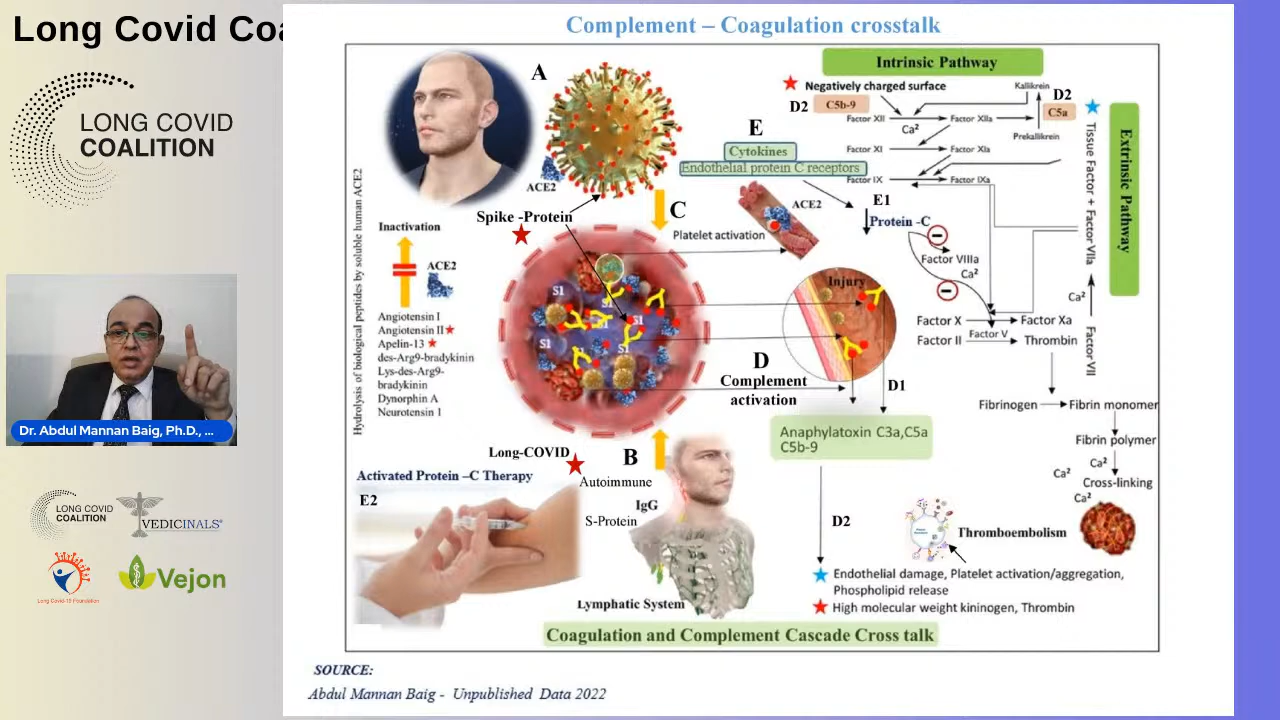 Long Covid Coa
LONG COVID
COALITION
Dr. Abdul Mannan Baig, Ph.D., ...
LONG COVID
COALITION
VEDICINALS®
Long Covid-19 Foundation
Vejon
Complement – Coagulation crosstalk
A
ACE2
Spike -Protein
C
Hydrolysis of biological peptides by soluble human ACE2
Inactivation
ACE2
Angiotensin I
Angiotensin II
Apelin-13
des-Arg9-bradykinin
Lys-des-Arg9-
bradykinin
Dynorphin A
Neurotensin 1
S1
S1
S1
S1
S1
S1
E
Cytokines
Endothelial protein C receptors
ACE2
Platelet activation
E1
Protein -C
Injury
D
Complement
activation
D1
Anaphylatoxin C3a,C5a
C5b-9
D2
Intrinsic Pathway
Negatively charged surface
D2
C5b-9
Kallikrein
D2
C5a
Factor XII
Ca²
Factor XIIa
Prekallikrein
Factor XI
Factor XIa
Factor IX
Factor IXa
Extrinsic Pathway
Tissue Factor + Factor VIIa
Ca²
Factor VII
Factor VIIIa
Ca²
Factor X
Factor Xa
Factor V
Factor II
Thrombin
Fibrinogen
Fibrin monomer
Fibrin polymer
Ca²
Ca²
Cross-linking
Ca²
Thromboembolism
Endothelial damage, Platelet activation/aggregation,
Phospholipid release
High molecular weight kininogen, Thrombin
Long-COVID
B
Autoimmune
IgG
S-Protein
Lymphatic System
Activated Protein –C Therapy
E2
Coagulation and Complement Cascade Cross talk
SOURCE:
Abdul Mannan Baig - Unpublished Data 2022